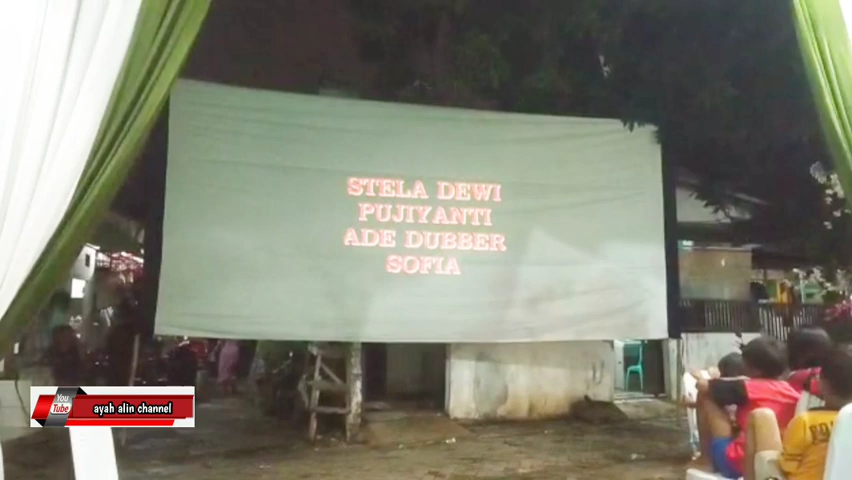 STELA DEWI
PUJIYANTI
ADE DUBBER
SOFIA
You
Tube
ayah alin channel